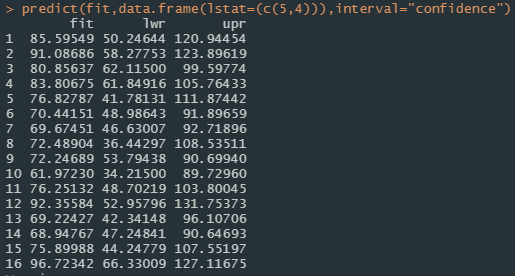 > predict(fit,data.frame(lstat=(c(5,4))),interval="confidence")
fit lwr upr
1 85.59549 50.24644 120.94454
2 91.08686 58.27753 123.89619
3 80.85637 62.11500 99.59774
4 83.80675 61.84916 105.76433
5 76.82787 41.78131 111.87442
6 70.44151 48.98643 91.89659
7 69.67451 46.63007 92.71896
8 72.48904 36.44297 108.53511
9 72.24689 53.79438 90.69940
10 61.97230 34.21500 89.72960
11 76.25132 48.70219 103.80045
12 92.35584 52.95796 131.75373
13 69.22427 42.34148 96.10706
14 68.94767 47.24841 90.64693
15 75.89988 44.24779 107.55197
16 96.72342 66.33009 127.11675